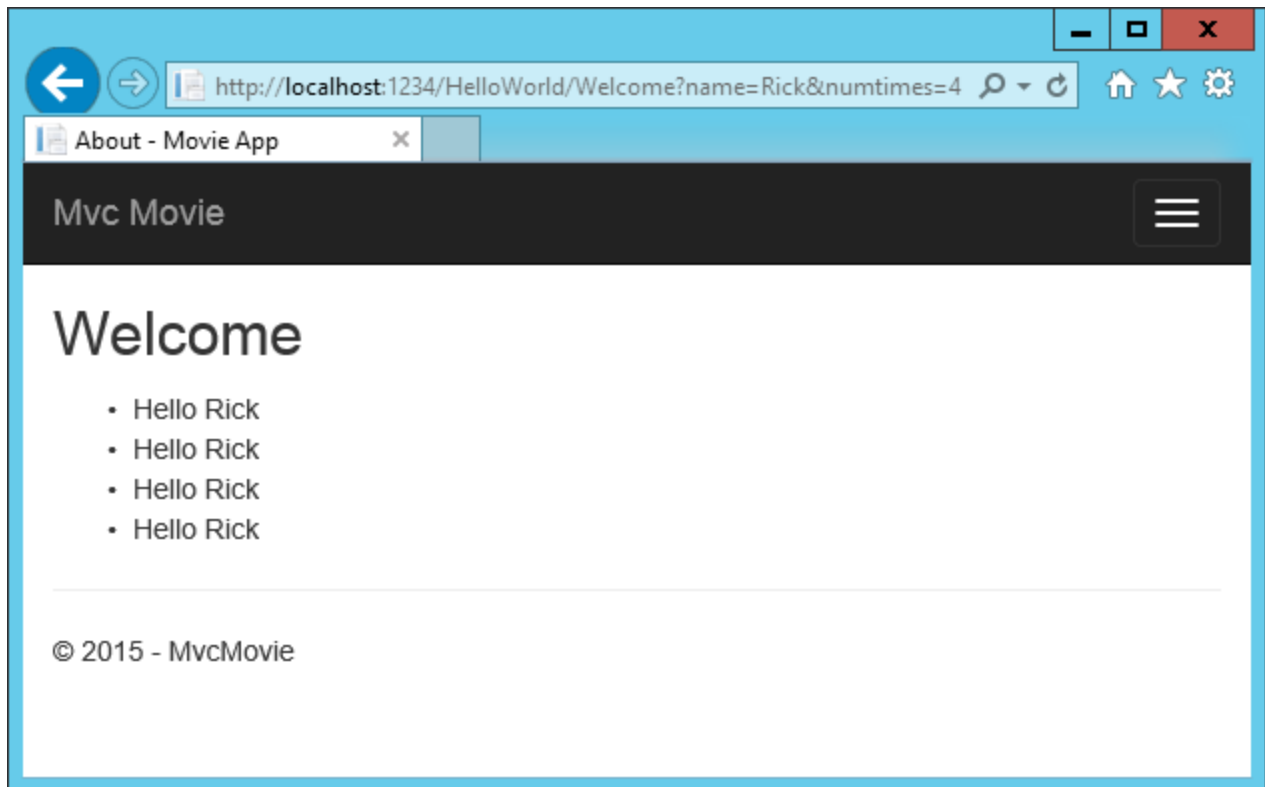 http://localhost:1234/HelloWorld/Welcome?name=Rick&numtimes=4
About - Movie App
Mvc Movie
Welcome
• Hello Rick
• Hello Rick
• Hello Rick
• Hello Rick
© 2015 - MvcMovie